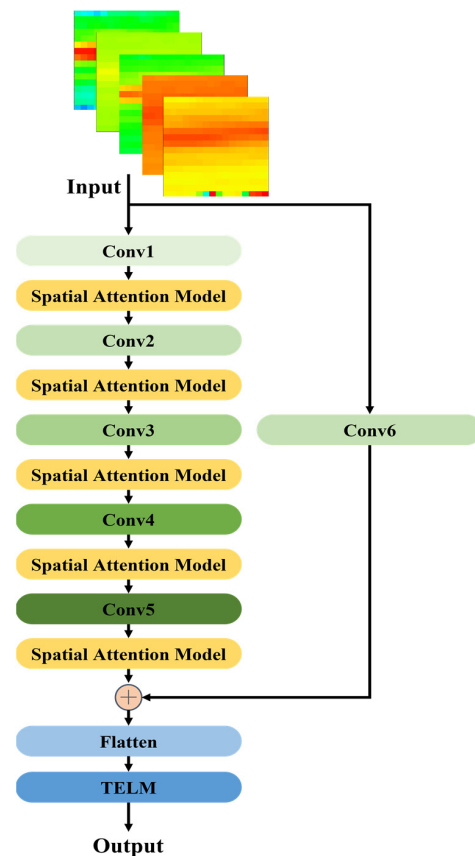 Input
Conv1
Spatial Attention Model
Conv2
Spatial Attention Model
Conv3
Conv6
Spatial Attention Model
Conv4
Spatial Attention Model
Conv5
Spatial Attention Model
+
Flatten
TELM
Output